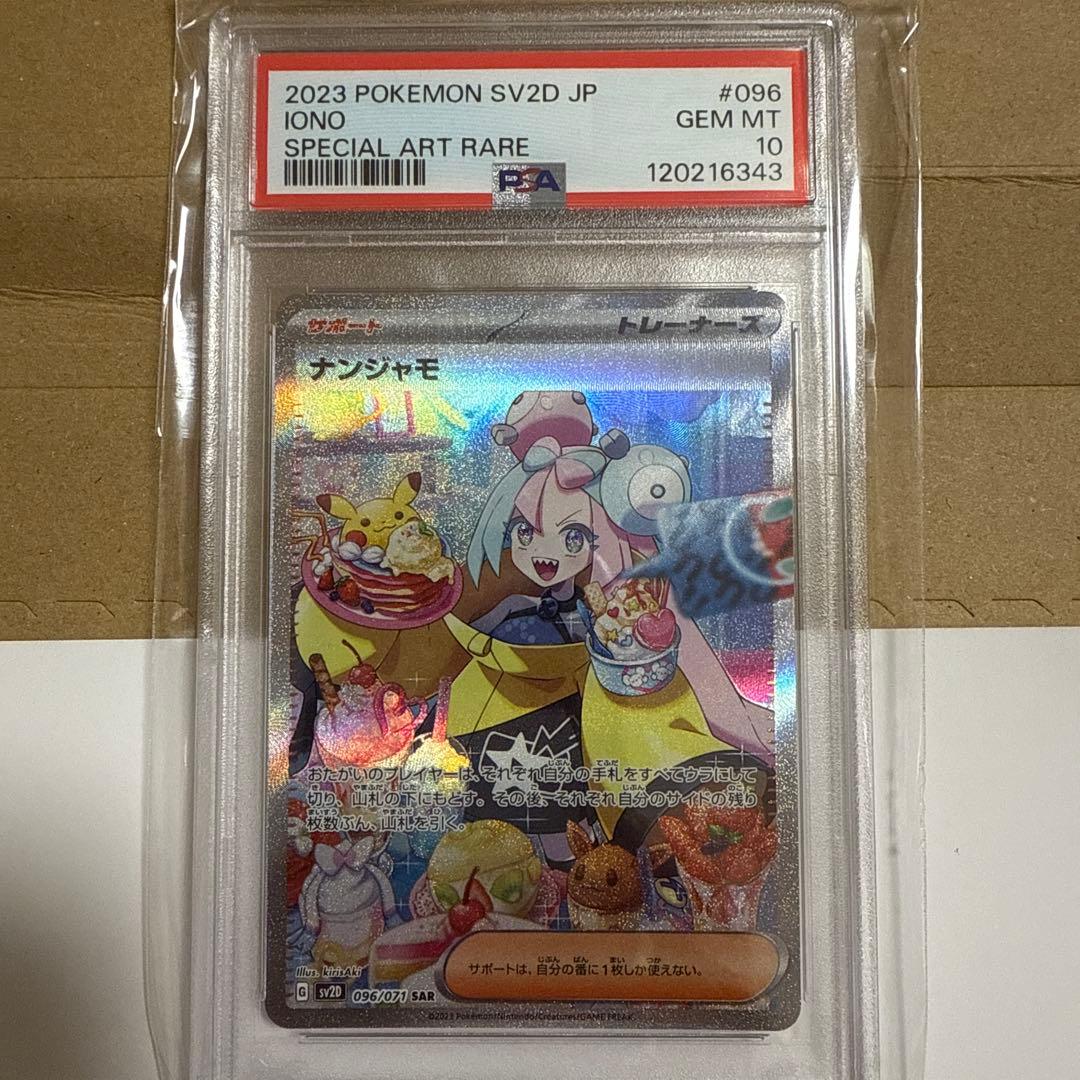 2023 POKEMON SV2D JP #096
IONO GEM MT
SPECIAL ART RARE 10
PSA 120216343
サポート トレーナーズ
ナンジャモ
おたがいのプレイヤーは、それぞれ自分の手札をすべてウラにして
切り、山札の下にもどす。その後、それぞれ自分のサイドの残り
枚数ぶん、山札を引く。
サポートは、自分の番に1枚しか使えない。
Illus. kirisAki
G SV2D 096/071 SAR
©2023 Pokémon/Nintendo/Creatures/GAME FREAK.